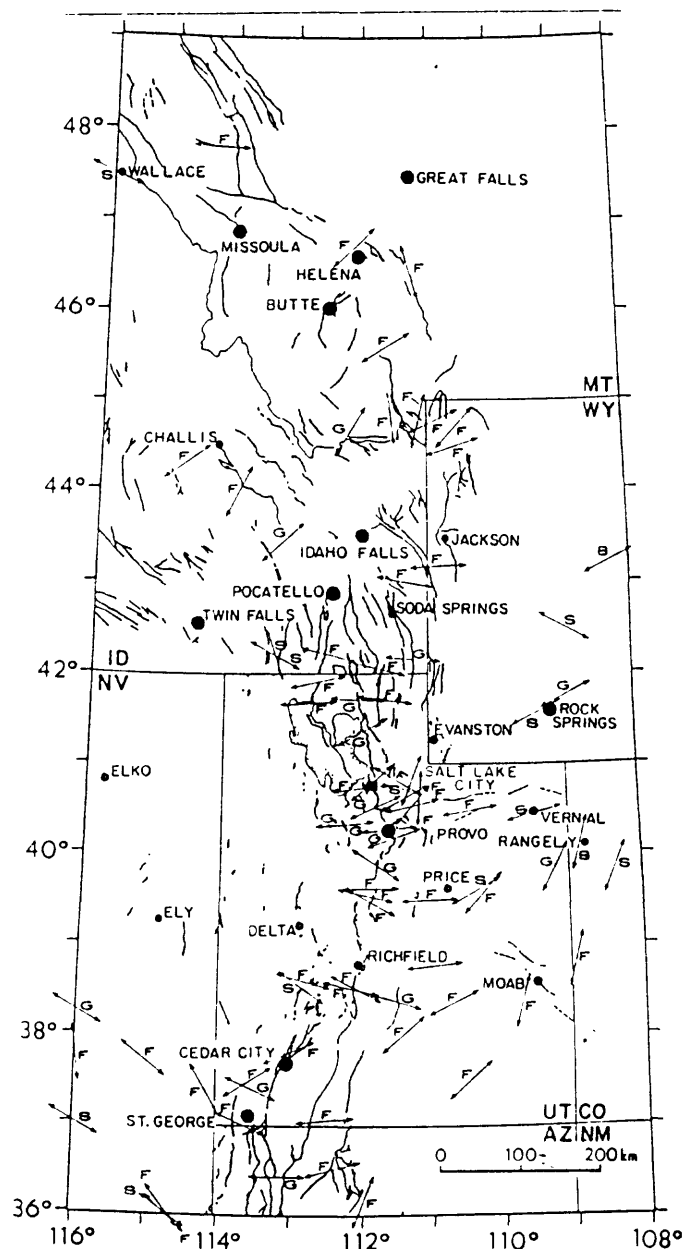 F
48°
S WALLACE
GREAT FALLS
MISSOULA
F
HELENA
F
46°
BUTTE
F
MT
WY
F
F
F
F
G
F
CHALLIS
F
44°
F
G
IDAHO FALLS
JACKSON
S
F
F
POCATELLO
TWIN FALLS
SODA SPRINGS
S
S
S
F
G
42°
ID
NV
F
G
F
F
G
S
ROCK
SPRINGS
G
EVANSTON
ELKO
SALT LAKE
CITY
F
S
F
F
S
VERNAL
G
G
G
PROVO
RANGELY
40°
G
G
S
S
PRICE
S
F
F
F
ELY
DELTA
RICHFIELD
F
MOAB
F
S
F
F
G
F
F
G
38°
F
F
F
CEDAR CITY
F
F
F
G
F
F
S
ST. GEORGE
UT CO
AZ NM
F
0 100 200 km
F
G
F
S
F
F
36°
116° 114° 112° 110° 108°